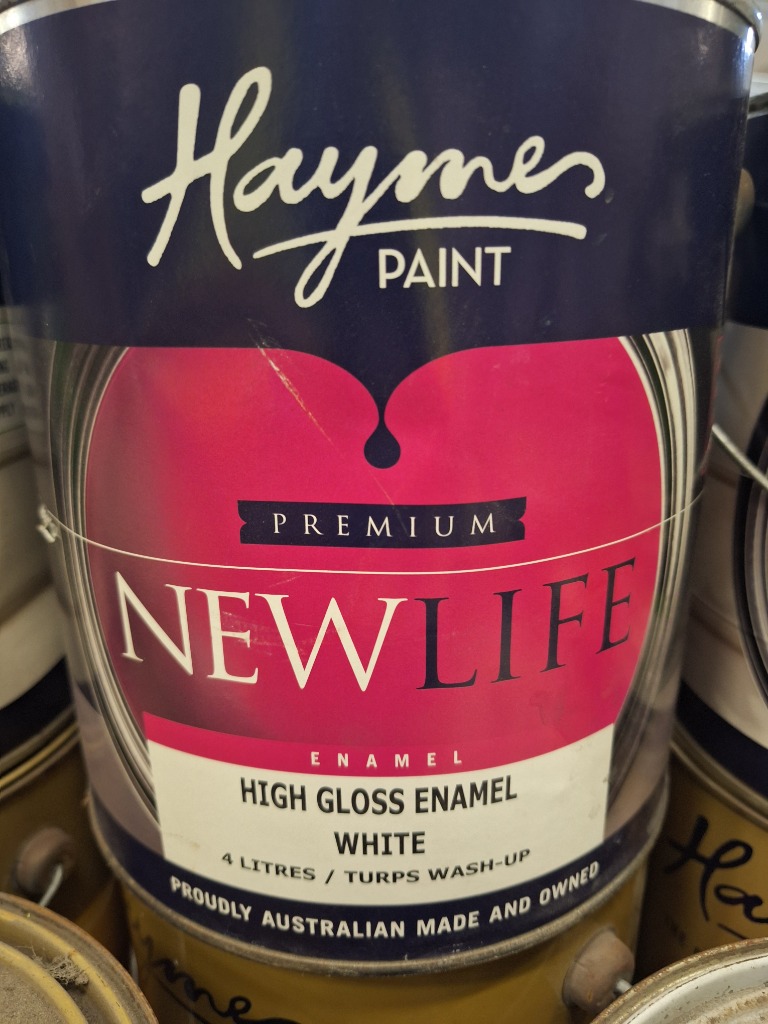 Haymes
PAINT
PREMIUM
NEWLIFE
ENAMEL
HIGH GLOSS ENAMEL
WHITE
4 LITRES / TURPS WASH-UP
PROUDLY AUSTRALIAN MADE AND OWNED